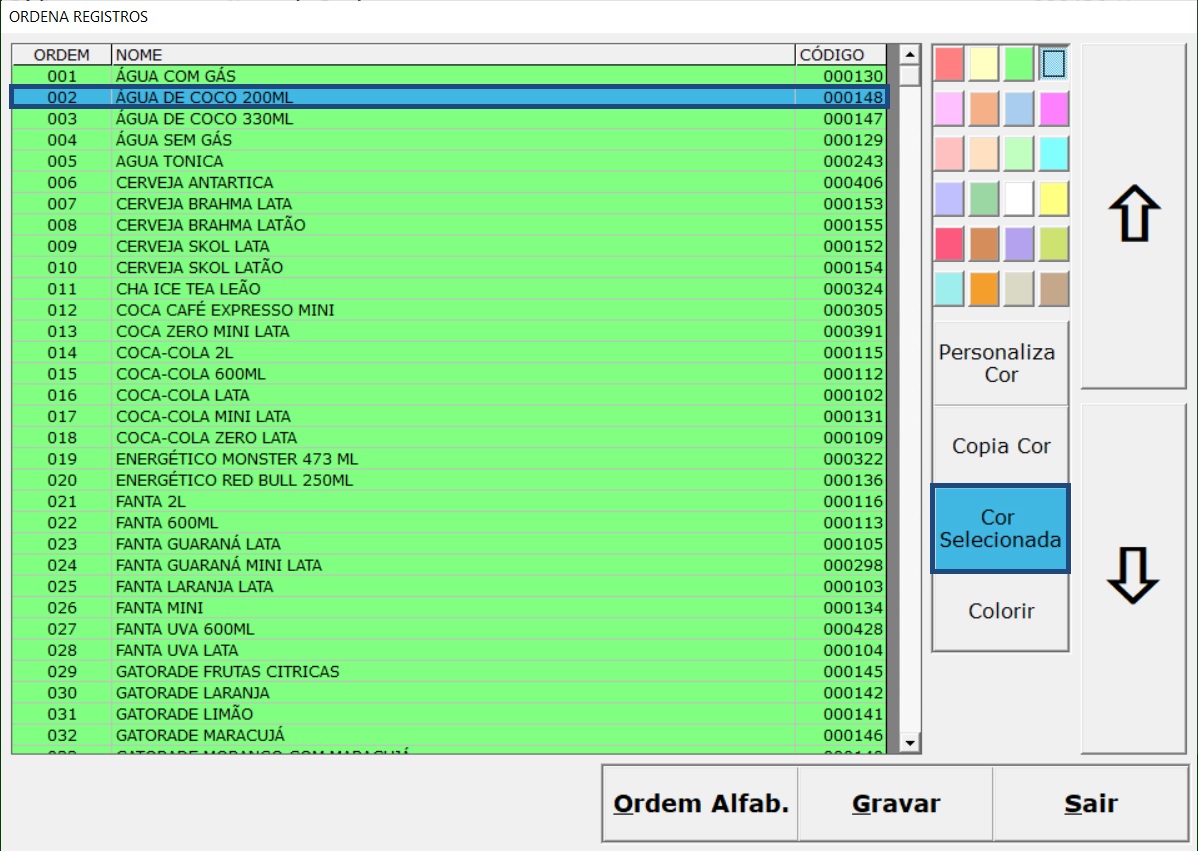 ORDENA REGISTROS
ORDEM NOME CÓDIGO
001 ÁGUA COM GÁS 000130
002 ÁGUA DE COCO 200ML 000148
003 ÁGUA DE COCO 330ML 000147
004 ÁGUA SEM GÁS 000129
005 AGUA TONICA 000243
006 CERVEJA ANTARTICA 000406
007 CERVEJA BRAHMA LATA 000153
008 CERVEJA BRAHMA LATÃO 000155
009 CERVEJA SKOL LATA 000152
010 CERVEJA SKOL LATÃO 000154
011 CHA ICE TEA LEÃO 000324
012 COCA CAFÉ EXPRESSO MINI 000305
013 COCA ZERO MINI LATA 000391
014 COCA-COLA 2L 000115
015 COCA-COLA 600ML 000112
016 COCA-COLA LATA 000102
017 COCA-COLA MINI LATA 000131
018 COCA-COLA ZERO LATA 000109
019 ENERGÉTICO MONSTER 473 ML 000322
020 ENERGÉTICO RED BULL 250ML 000136
021 FANTA 2L 000116
022 FANTA 600ML 000113
023 FANTA GUARANÁ LATA 000105
024 FANTA GUARANÁ MINI LATA 000298
025 FANTA LARANJA LATA 000103
026 FANTA MINI 000134
027 FANTA UVA 600ML 000428
028 FANTA UVA LATA 000104
029 GATORADE FRUTAS CITRICAS 000145
030 GATORADE LARANJA 000142
031 GATORADE LIMÃO 000141
032 GATORADE MARACUJÁ 000146
Personaliza
Cor
Copia Cor
Cor
Selecionada
Colorir
Ordem Alfab.
Gravar
Sair